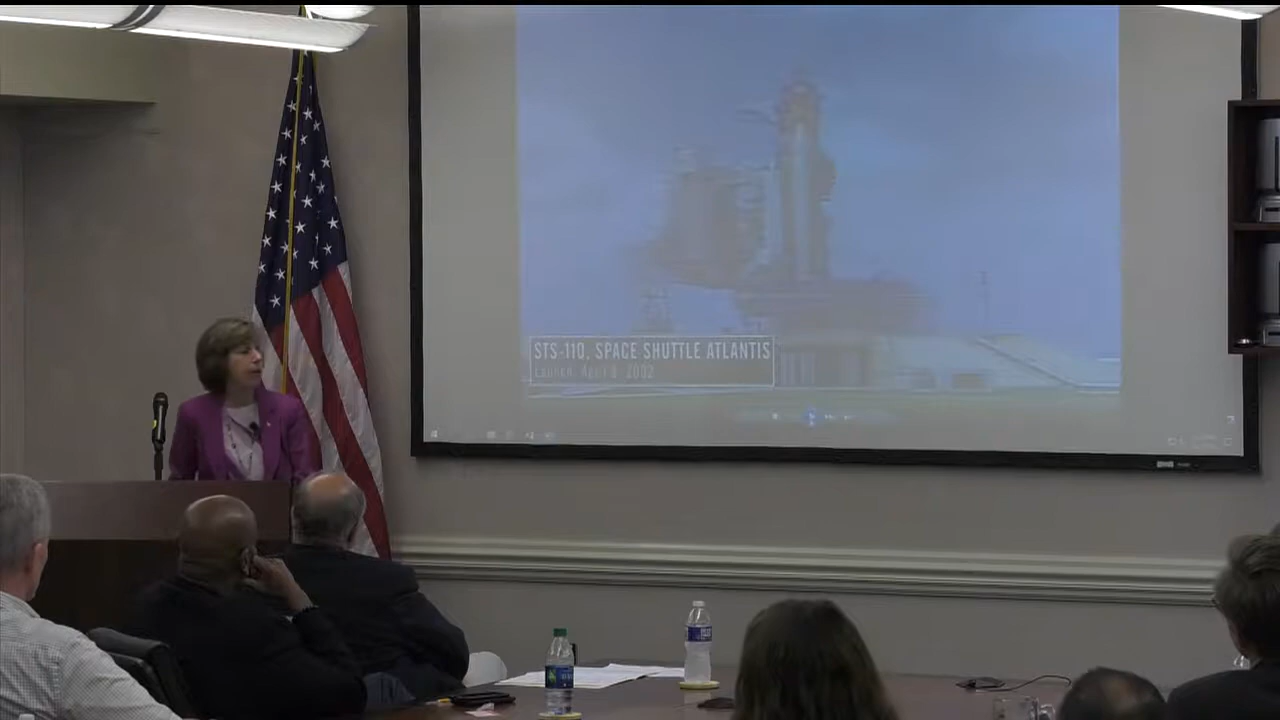 STS-110, SPACE SHUTTLE ATLANTIS
Launch: April 8, 2002